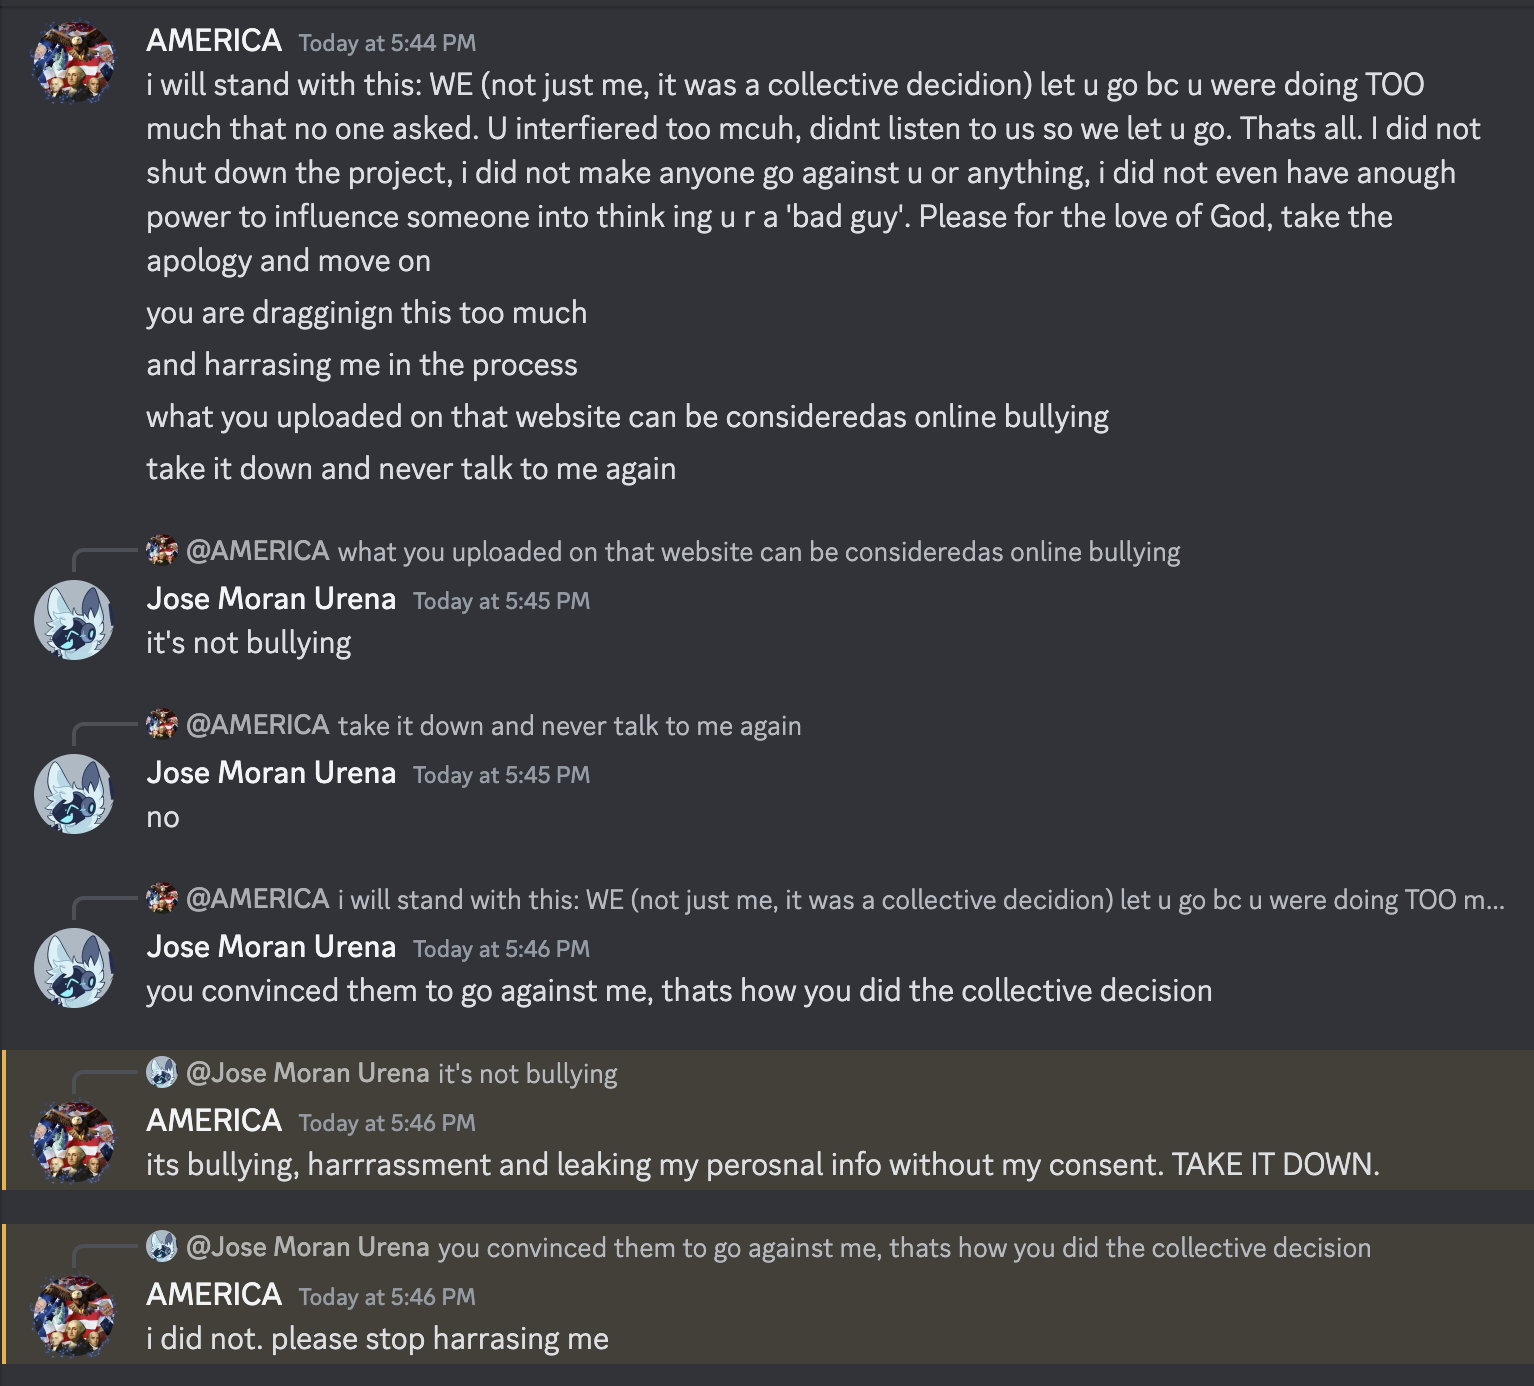 AMERICA Today at 5:44 PM
i will stand with this: WE (not just me, it was a collective decidion) let u go bc u were doing TOO
much that no one asked. U interfiered too mcuh, didnt listen to us so we let u go. Thats all. I did not
shut down the project, i did not make anyone go against u or anything, i did not even have anough
power to influence someone into think ing u r a 'bad guy'. Please for the love of God, take the
apology and move on
you are dragginign this too much
and harrasing me in the process
what you uploaded on that website can be consideredas online bullying
take it down and never talk to me again
@AMERICA what you uploaded on that website can be consideredas online bullying
Jose Moran Urena Today at 5:45 PM
it's not bullying
@AMERICA take it down and never talk to me again
Jose Moran Urena Today at 5:45 PM
no
@AMERICA i will stand with this: WE (not just me, it was a collective decidion) let u go bc u were doing TOO m...
Jose Moran Urena Today at 5:46 PM
you convinced them to go against me, thats how you did the collective decision
@Jose Moran Urena it's not bullying
AMERICA Today at 5:46 PM
its bullying, harrrassment and leaking my perosnal info without my consent. TAKE IT DOWN.
@Jose Moran Urena you convinced them to go against me, thats how you did the collective decision
AMERICA Today at 5:46 PM
i did not. please stop harrasing me